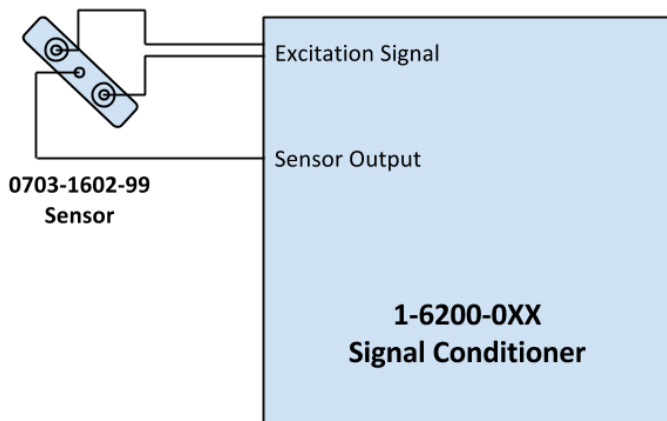 Excitation Signal
Sensor Output
0703-1602-99
Sensor
1-6200-0XX
Signal Conditioner